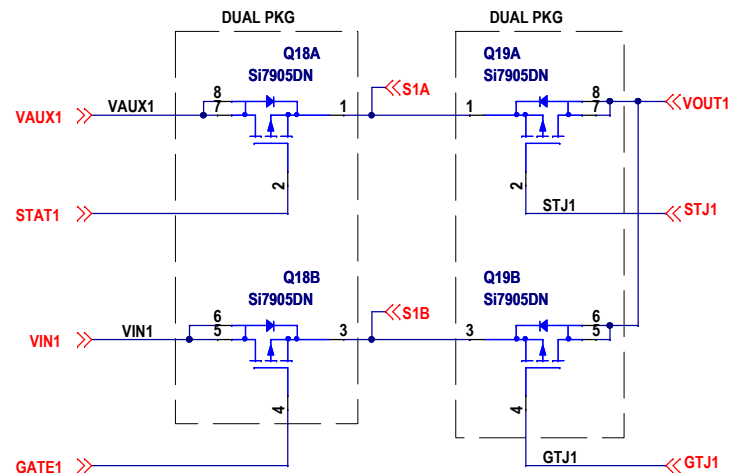 DUAL PKG DUAL PKG
Q18A Q19A
Si7905DN Si7905DN
8 S1A 8
VAUX1 VAUX1 7 1 1 7 VOUT1
2 2
STAT1 STJ1 STJ1
Q18B Q19B
Si7905DN Si7905DN
6 S1B 6
VIN1 VIN1 5 3 3 5
4 4
GATE1 GTJ1 GTJ1